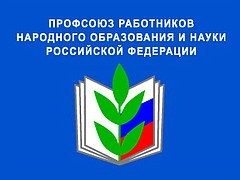 ПРОФСОЮЗ РАБОТНИКОВ
НАРОДНОГО ОБРАЗОВАНИЯ И НАУКИ
РОССИЙСКОЙ ФЕДЕРАЦИИ